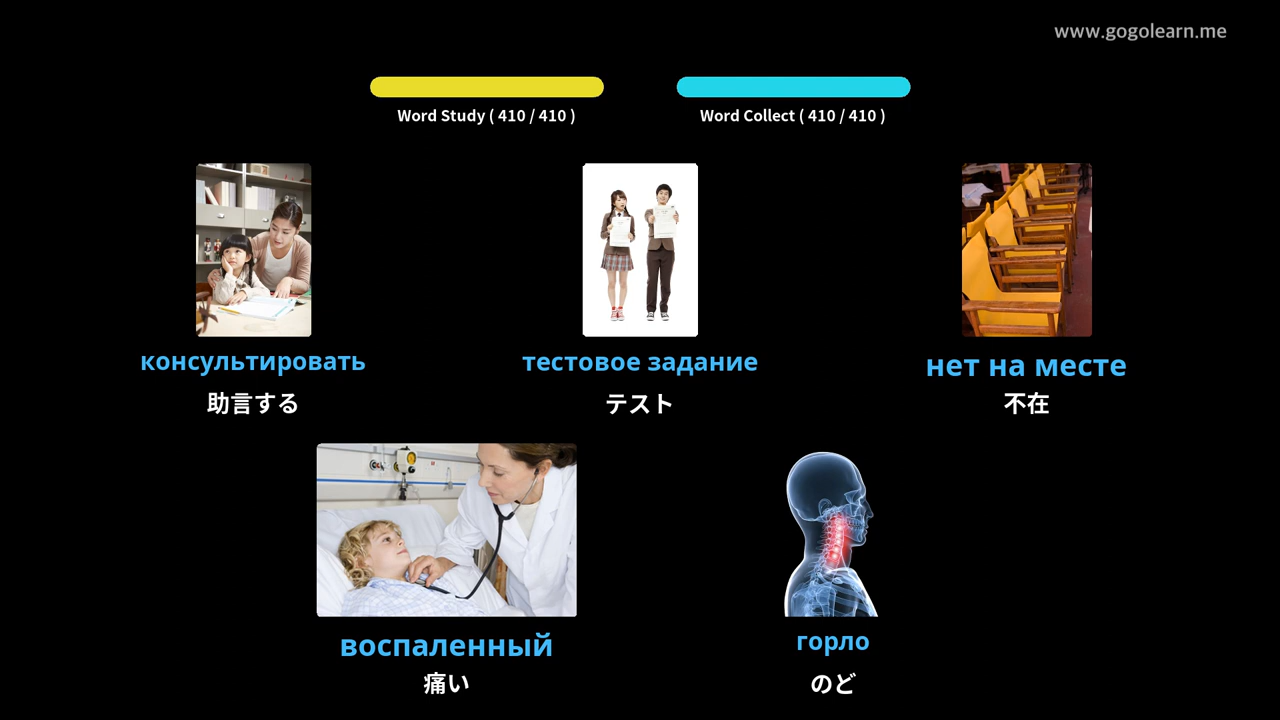 www.gogolearn.me
Word Study ( 410 / 410 )
Word Collect ( 410 / 410 )
консультировать
助言する
тестовое задание
テスト
нет на месте
不在
воспаленный
痛い
горло
のど